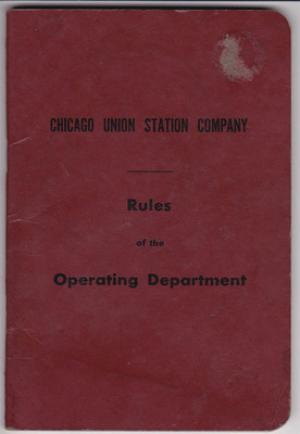 CHICAGO UNION STATION COMPANY
Rules
of the
Operating Department